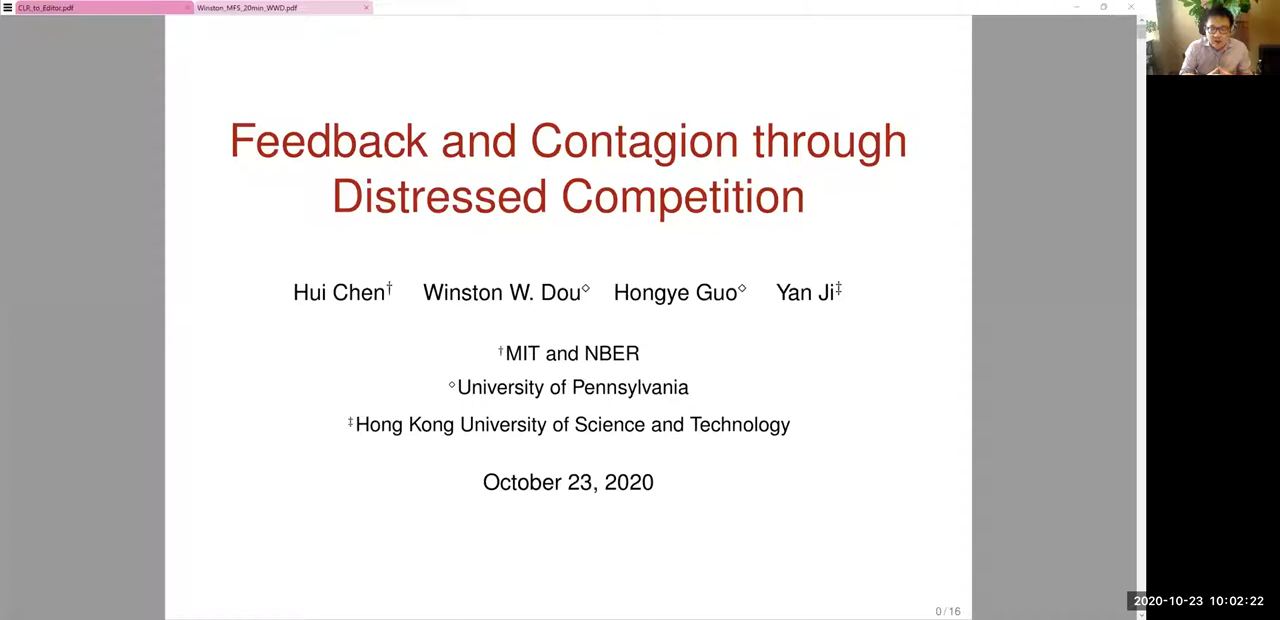 CLR_to_Editor.pdf
Winston_MFS_20min_WWD.pdf
Feedback and Contagion through
Distressed Competition
Hui Chen† Winston W. Dou◇ Hongye Guo◇ Yan Ji‡
†MIT and NBER
◇University of Pennsylvania
‡Hong Kong University of Science and Technology
October 23, 2020
0/16
2020-10-23 10:02:22